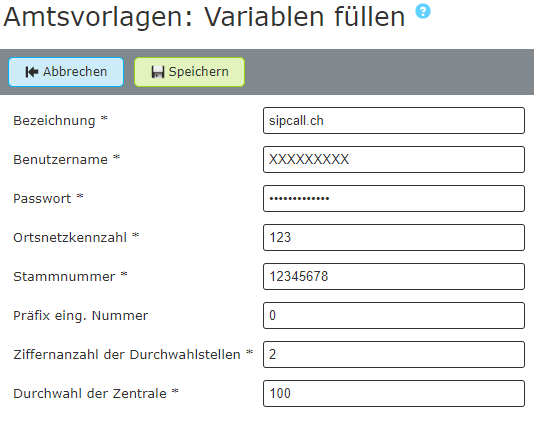 Amtsvorlagen: Variablen füllen ?
Abbrechen Speichern
Bezeichnung * sipcall.ch
Benutzername * XXXXXXXXX
Passwort * •••••••••••••
Ortsnetzkennzahl * 123
Stammnummer * 12345678
Präfix eing. Nummer 0
Ziffernanzahl der Durchwahlstellen * 2
Durchwahl der Zentrale * 100